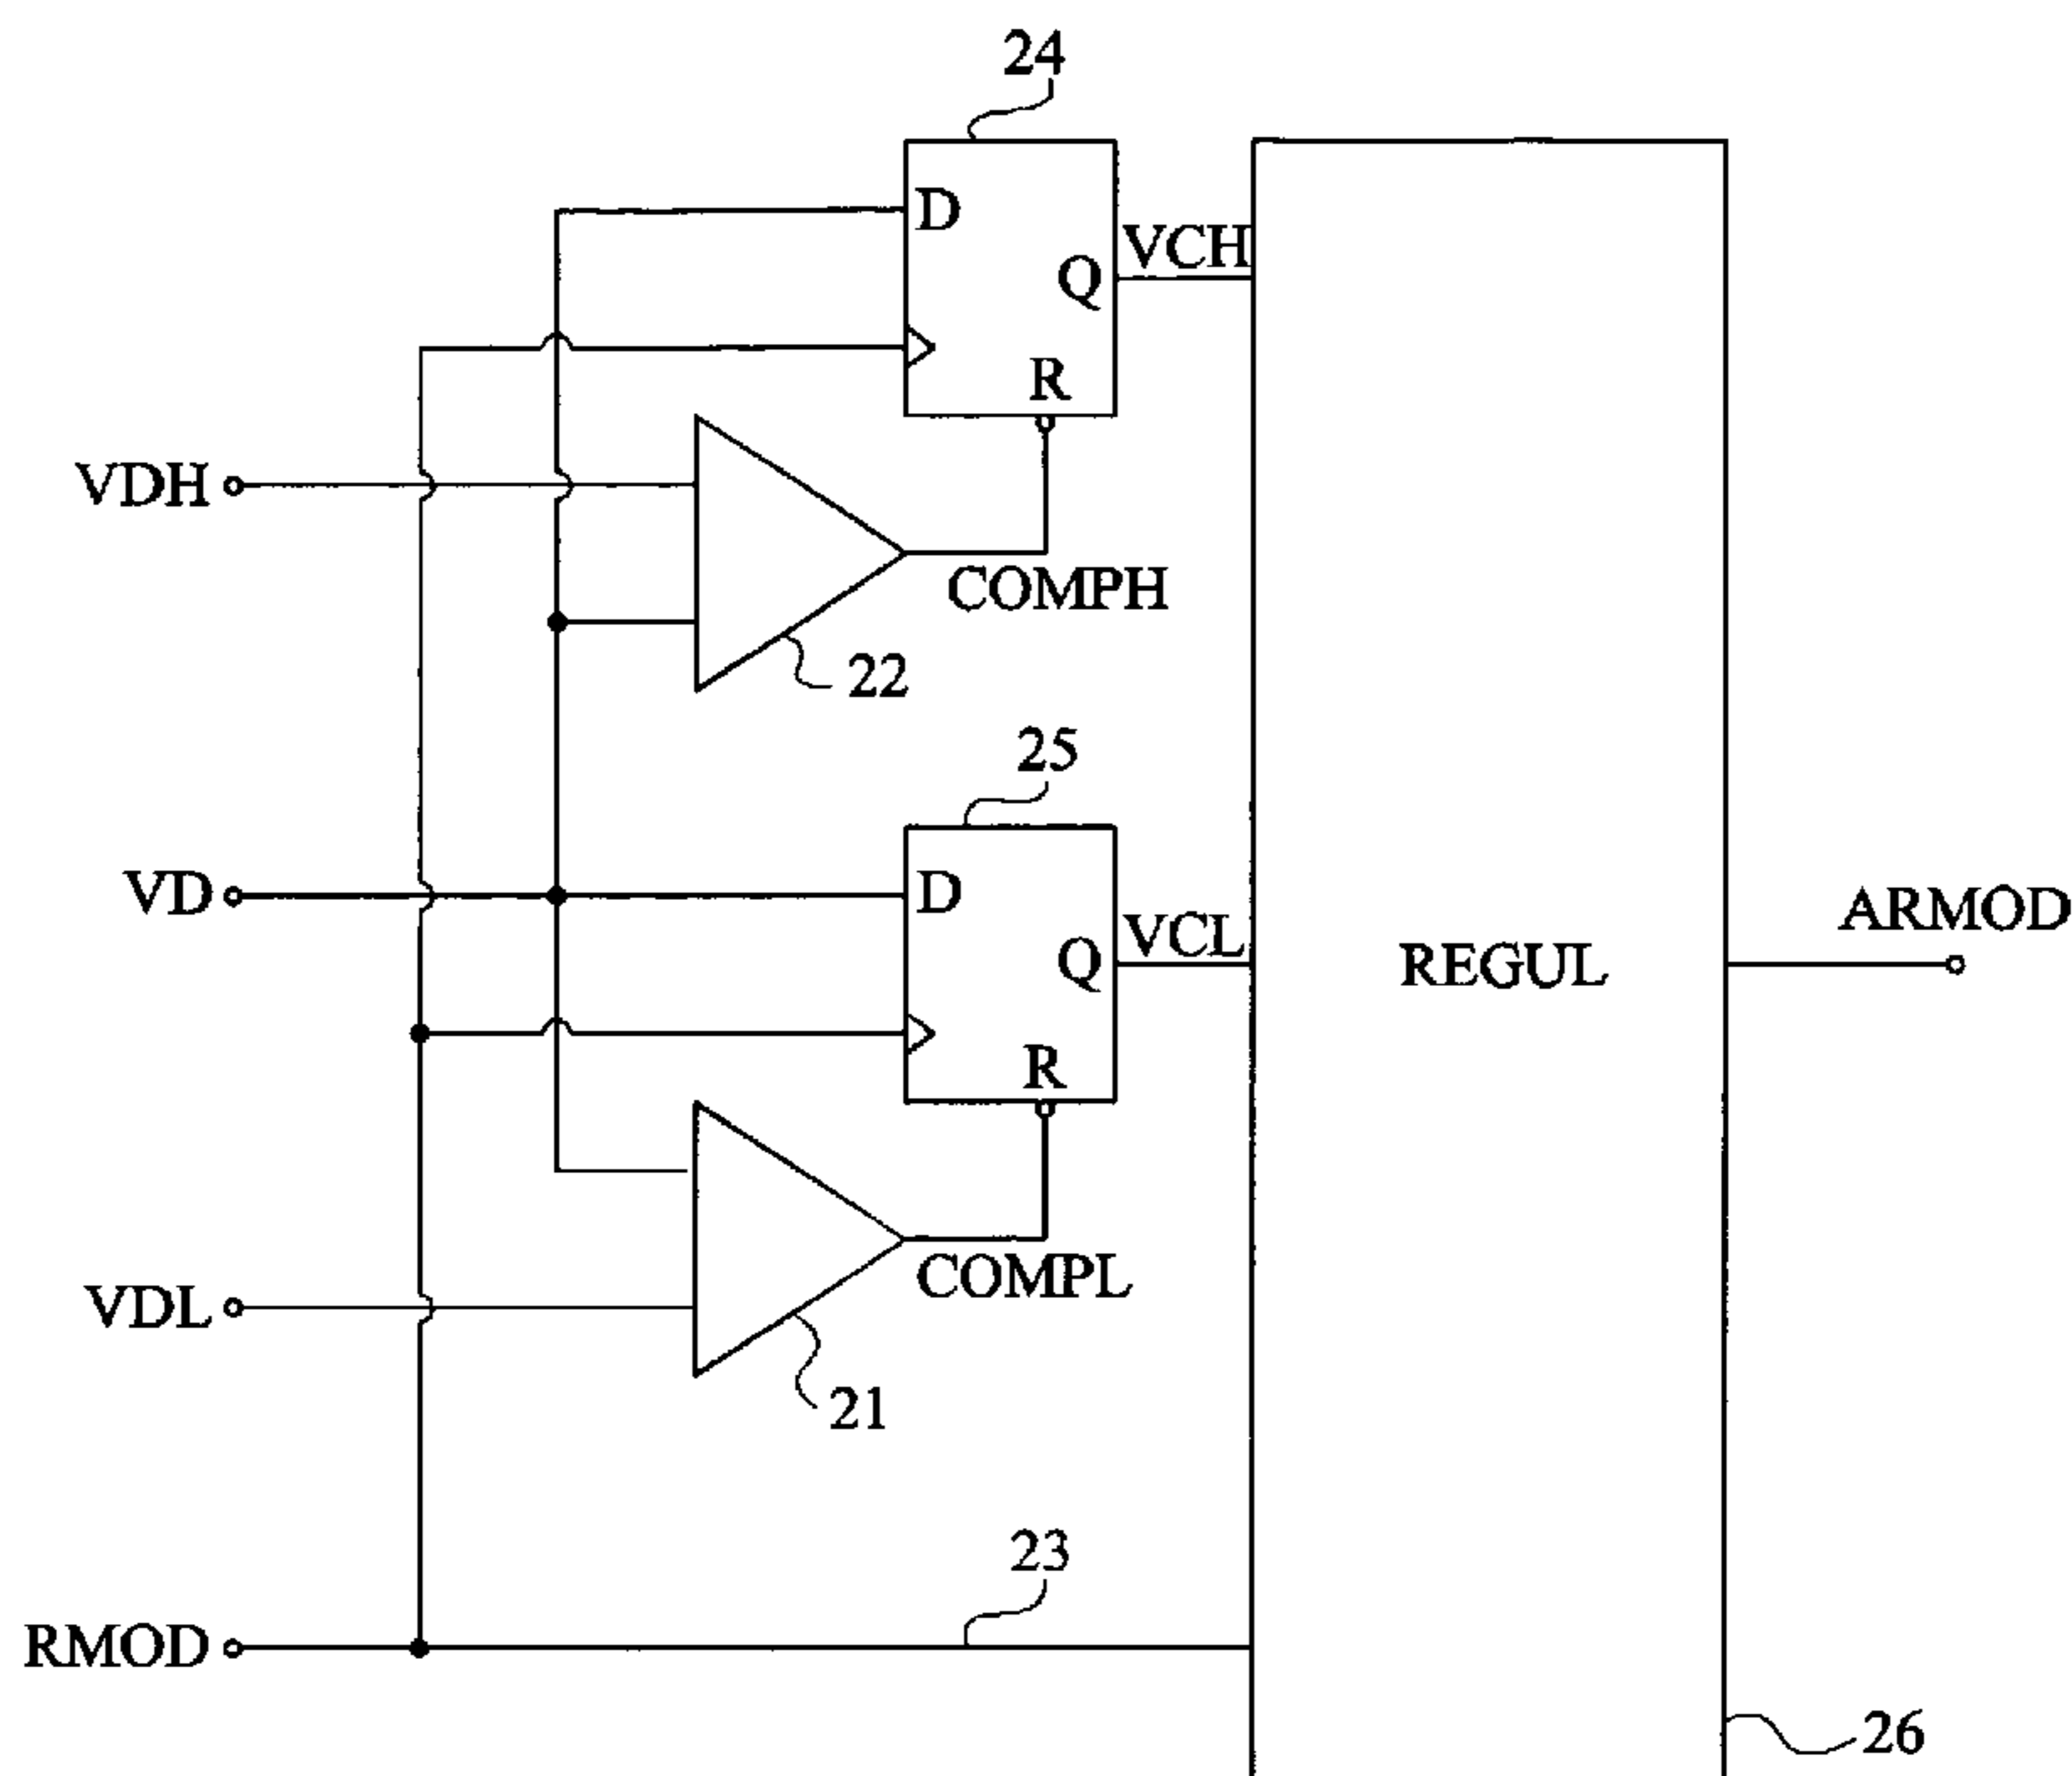 24
D
VCH
Q
R
VDH
COMPH
22
25
VD
D
VCL
ARMOD
Q
REGUL
R
COMPL
VDL
21
23
RMOD
26